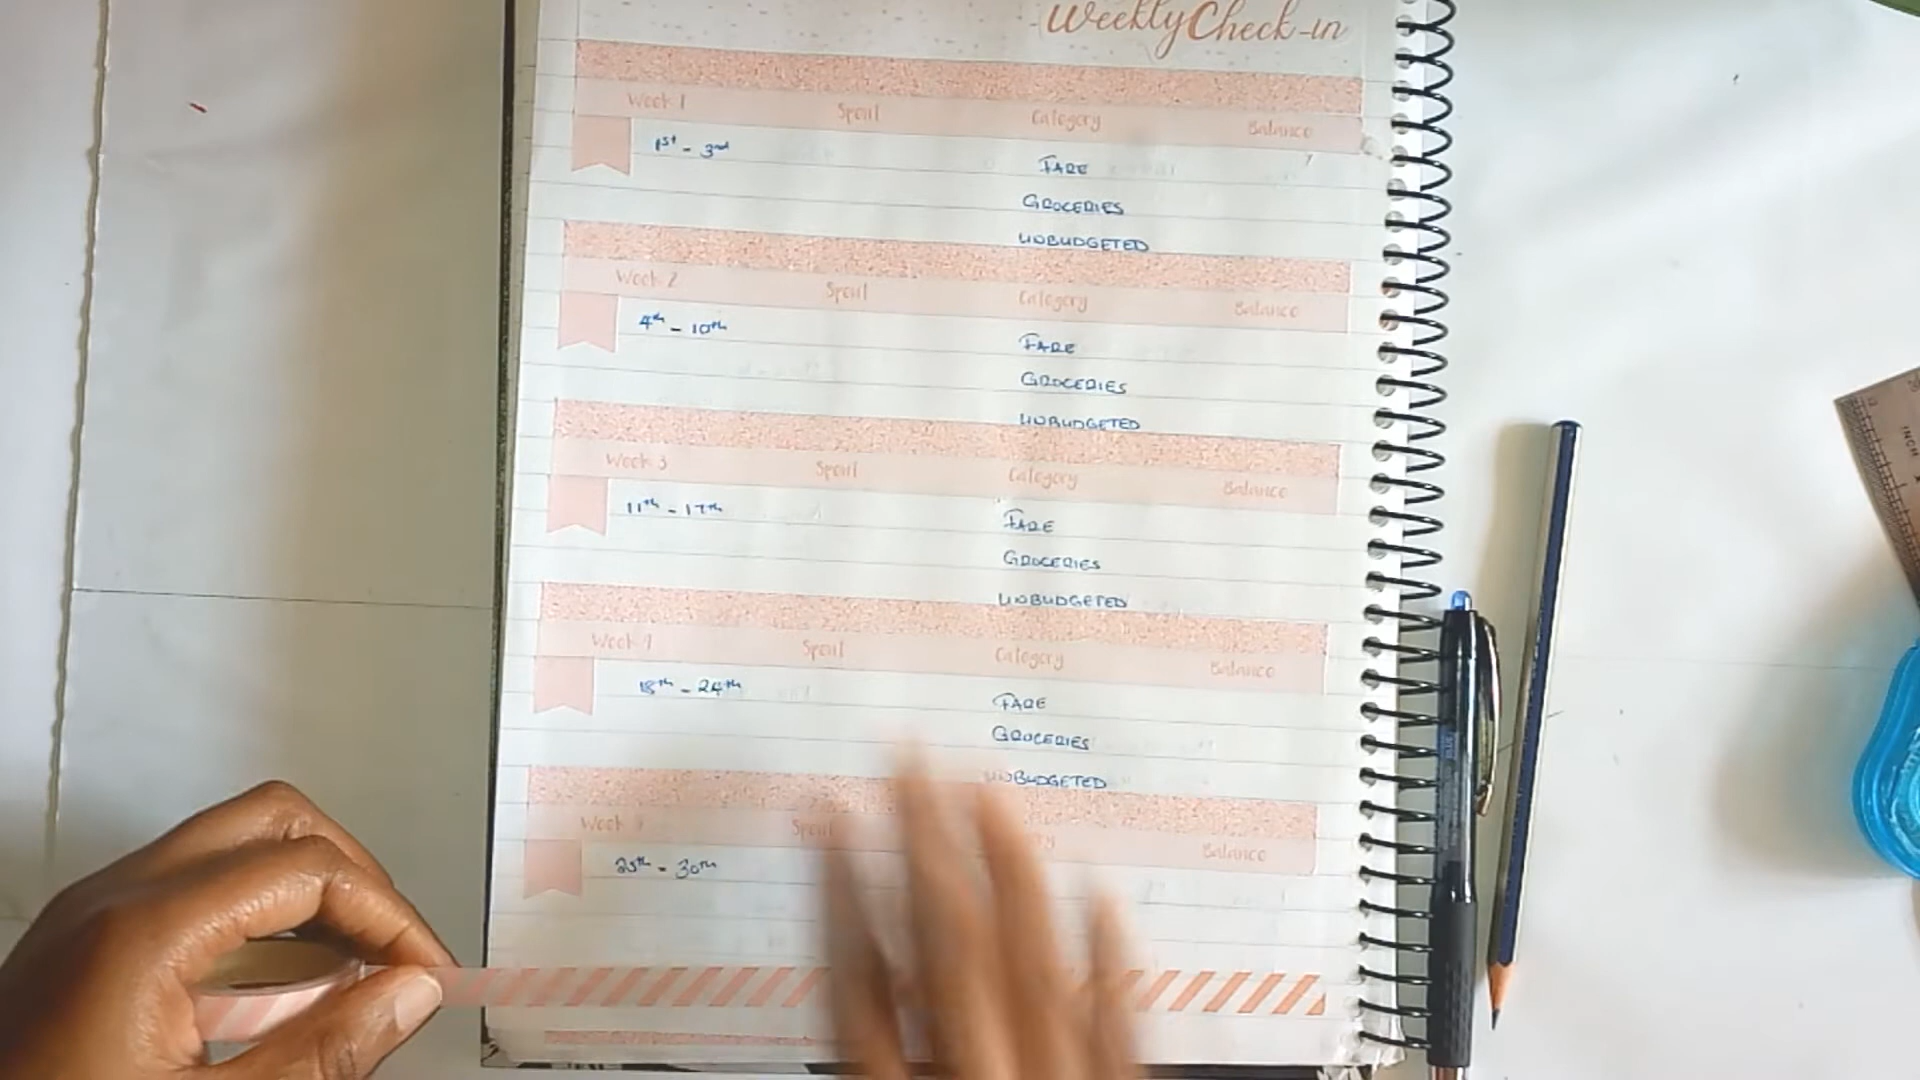 Weekly Check-in
Week 1 Spent Category Balance
1st - 3nd FARE
GROCERIES
UNBUDGETED
Week 2 Spent Category Balance
4th - 10th FARE
GROCERIES
UNBUDGETED
Week 3 Spent Category Balance
11th - 17th FARE
GROCERIES
UNBUDGETED
Week 4 Spent Category Balance
18th - 24th FARE
GROCERIES
UNBUDGETED
Week Spent Balance
25th - 30th
INCH